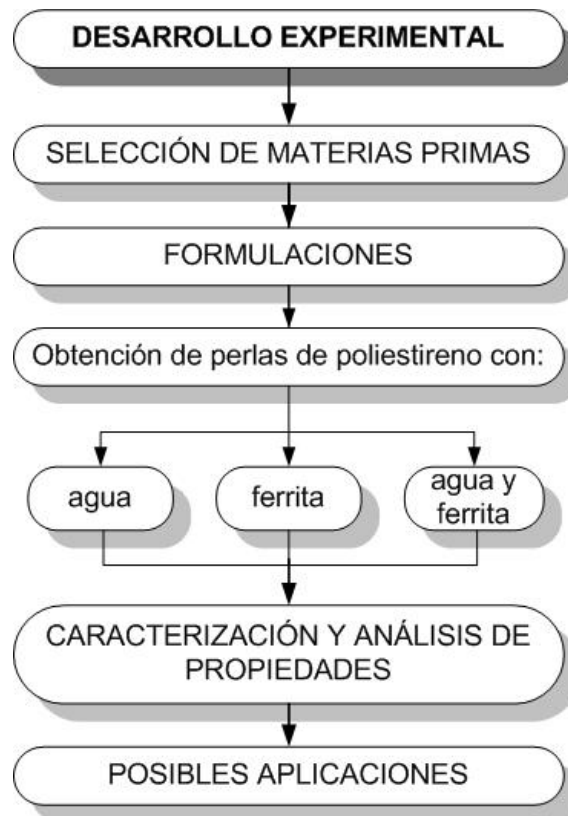 DESARROLLO EXPERIMENTAL
SELECCIÓN DE MATERIAS PRIMAS
FORMULACIONES
Obtención de perlas de poliestireno con:
agua
ferrita
agua y
ferrita
CARACTERIZACIÓN Y ANÁLISIS DE
PROPIEDADES
POSIBLES APLICACIONES